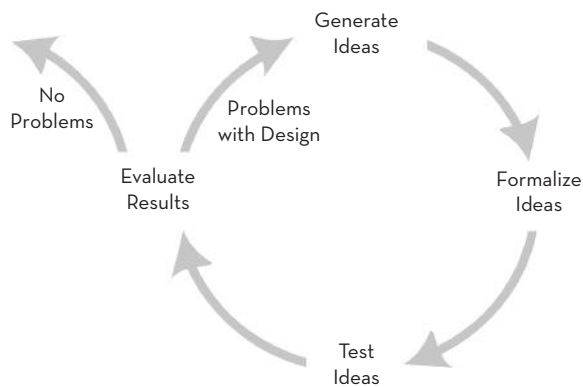 Generate
Ideas
No
Problems
Problems
with Design
Evaluate
Results
Formalize
Ideas
Test
Ideas